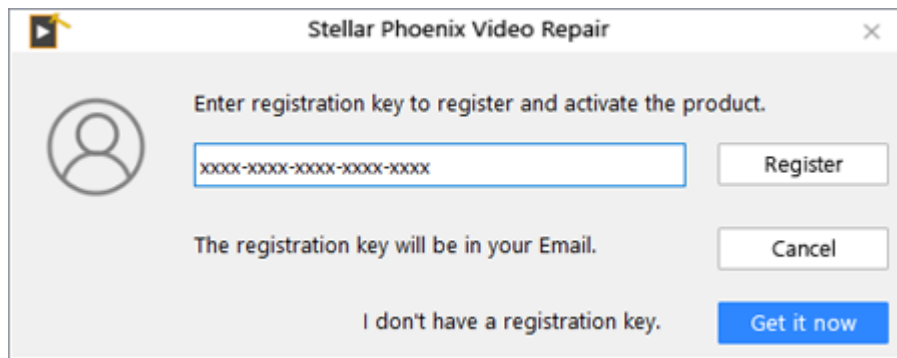 Stellar Phoenix Video Repair
Enter registration key to register and activate the product.
xxxx-xxxx-xxxx-xxxx-xxxx
Register
The registration key will be in your Email.
Cancel
I don't have a registration key.
Get it now